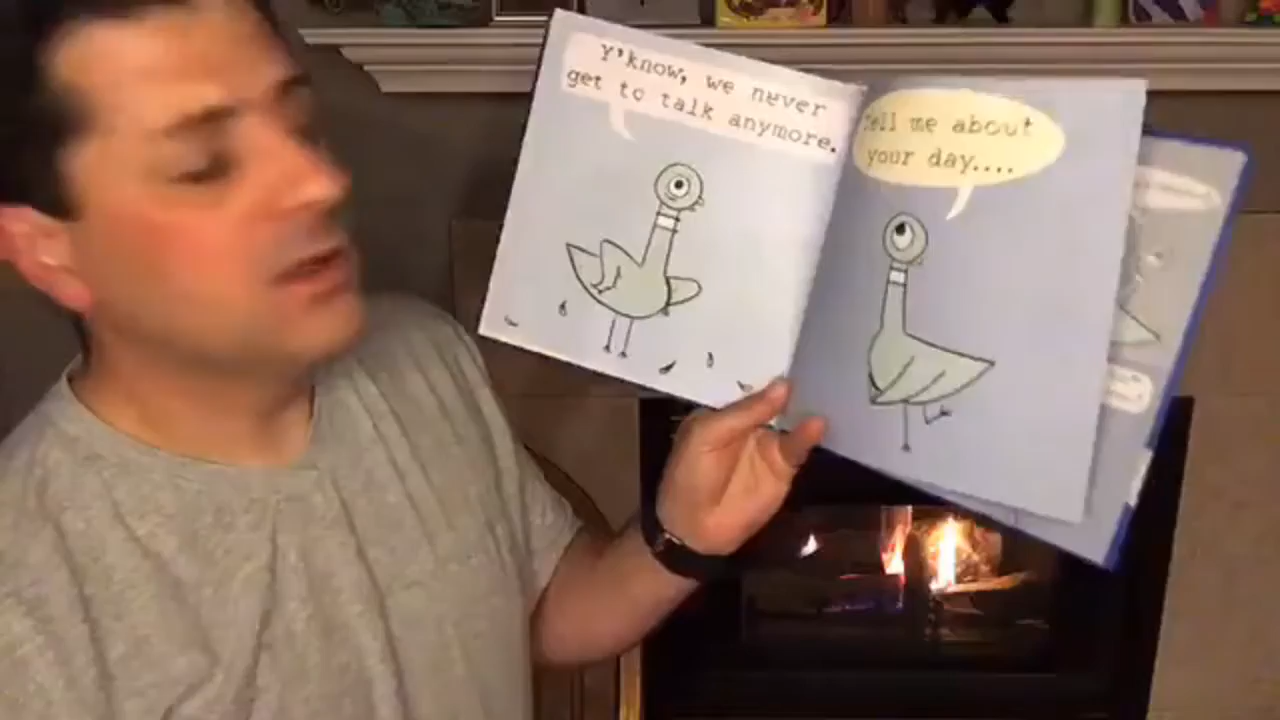 Y'know, we never
get to talk anymore.
Tell me about
your day....